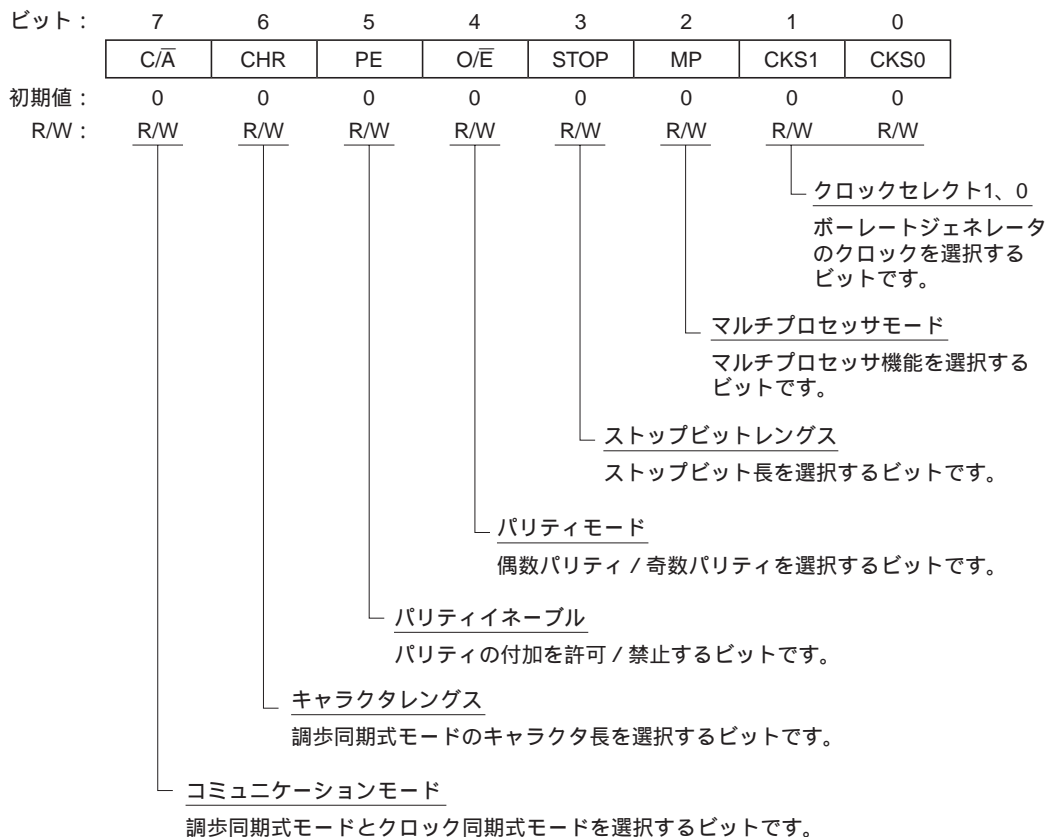 ビット： 7 6 5 4 3 2 1 0
C/A̅ CHR PE O/E̅ STOP MP CKS1 CKS0
初期値： 0 0 0 0 0 0 0 0
R/W： R/W R/W R/W R/W R/W R/W R/W R/W
クロックセレクト1、0
ボーレートジェネレータ
のクロックを選択する
ビットです。
マルチプロセッサモード
マルチプロセッサ機能を選択する
ビットです。
ストップビットレングス
ストップビット長を選択するビットです。
パリティモード
偶数パリティ / 奇数パリティを選択するビットです。
パリティイネーブル
パリティの付加を許可 / 禁止するビットです。
キャラクタレングス
調歩同期式モードのキャラクタ長を選択するビットです。
コミュニケーションモード
調歩同期式モードとクロック同期式モードを選択するビットです。